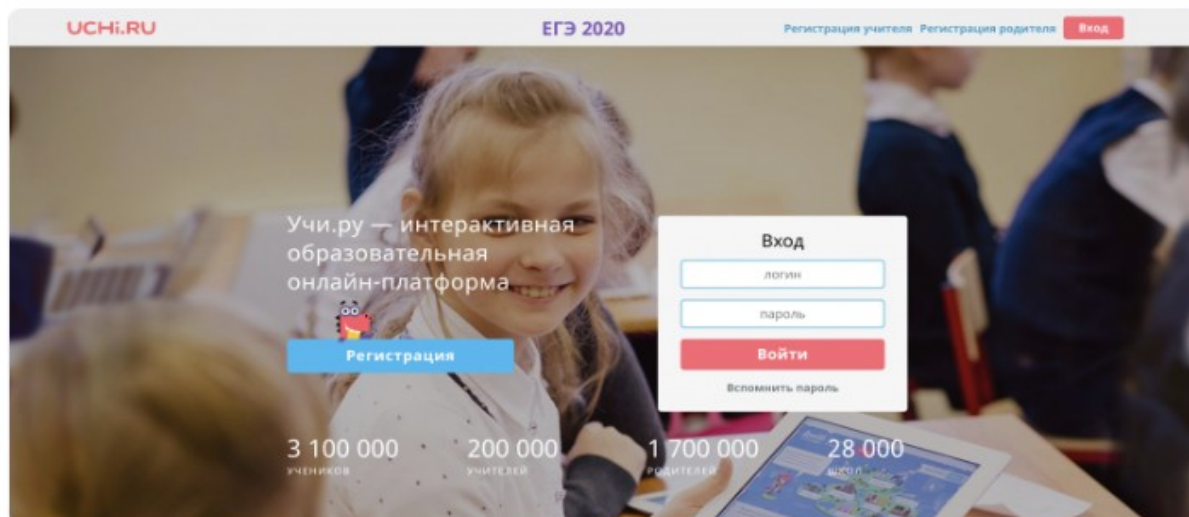 UCHi.RU
ЕГЭ 2020
Регистрация учителя Регистрация родителя Вход
Учи.ру — интерактивная
образовательная
онлайн-платформа
Регистрация
Вход
логин
пароль
Войти
Вспомнить пароль
3 100 000 200 000 1 700 000 28 000
УЧЕНИКОВ УЧИТЕЛЕЙ РОДИТЕЛЕЙ ШКОЛ